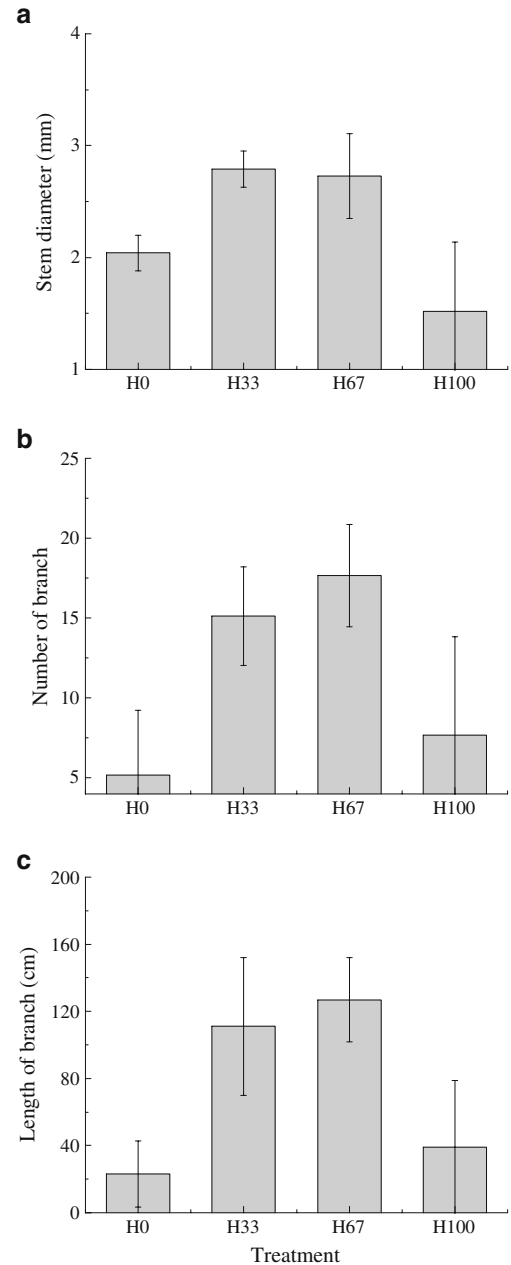 a
4
3
2
1
Stem diameter (mm)
H0 H33 H67 H100
b
25
20
15
10
5
Number of branch
H0 H33 H67 H100
c
200
160
120
80
40
0
Length of branch (cm)
H0 H33 H67 H100
Treatment